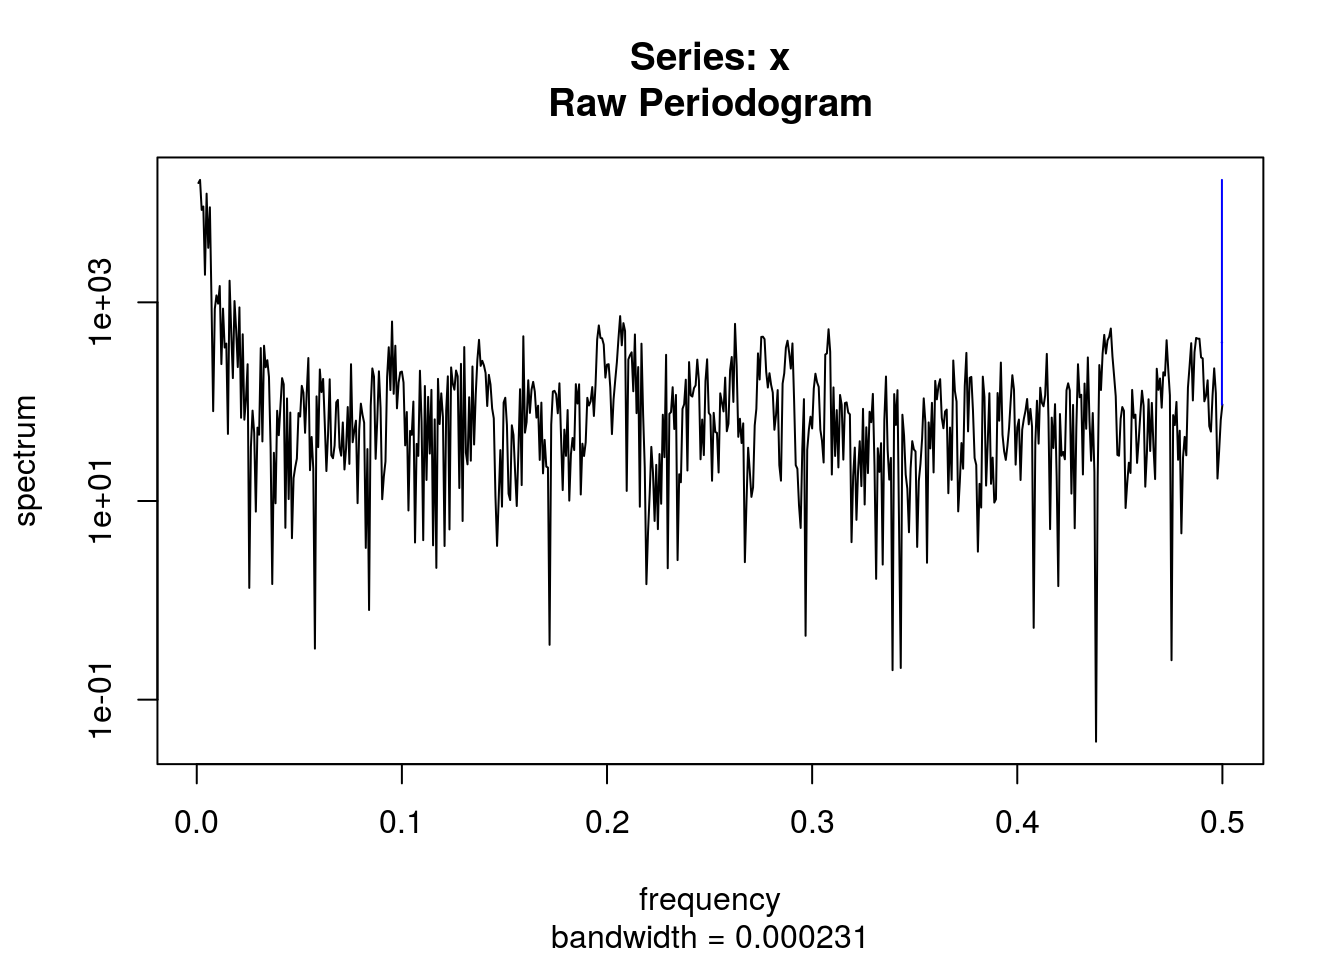 Series: x
Raw Periodogram
spectrum
1e+03
1e+01
1e-01
0.0 0.1 0.2 0.3 0.4 0.5
frequency
bandwidth = 0.000231